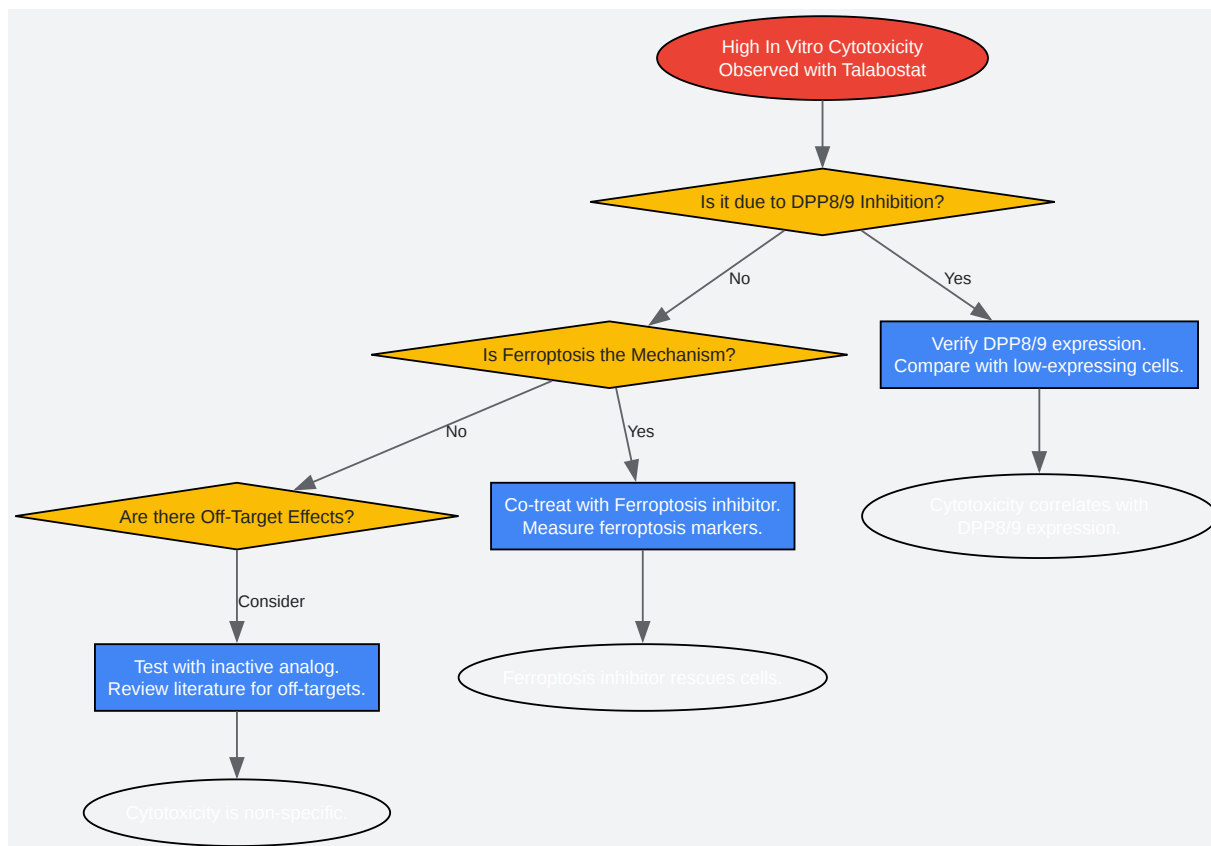 High In Vitro Cytotoxicity
Observed with Talabostat
Is it due to DPP8/9 Inhibition?
No
Yes
Is Ferroptosis the Mechanism?
Verify DPP8/9 expression.
Compare with low-expressing cells.
No
Yes
Are there Off-Target Effects?
Co-treat with Ferroptosis inhibitor.
Measure ferroptosis markers.
Cytotoxicity correlates with
DPP8/9 expression.
Consider
Test with inactive analog.
Review literature for off-targets.
Ferroptosis inhibitor rescues cells.
Cytotoxicity is non-specific.